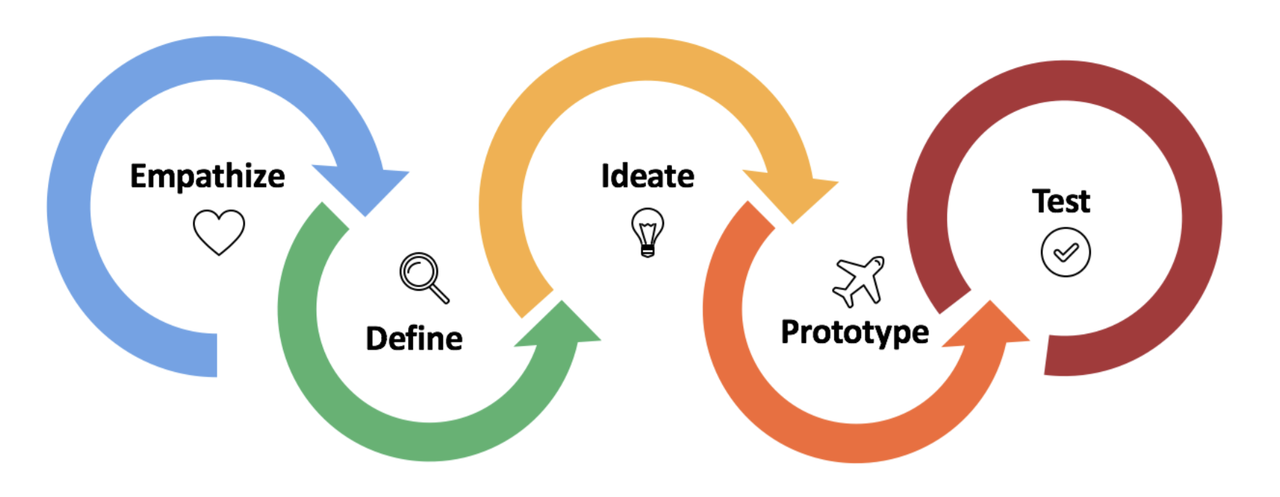 Empathize
Define
Ideate
Prototype
Test